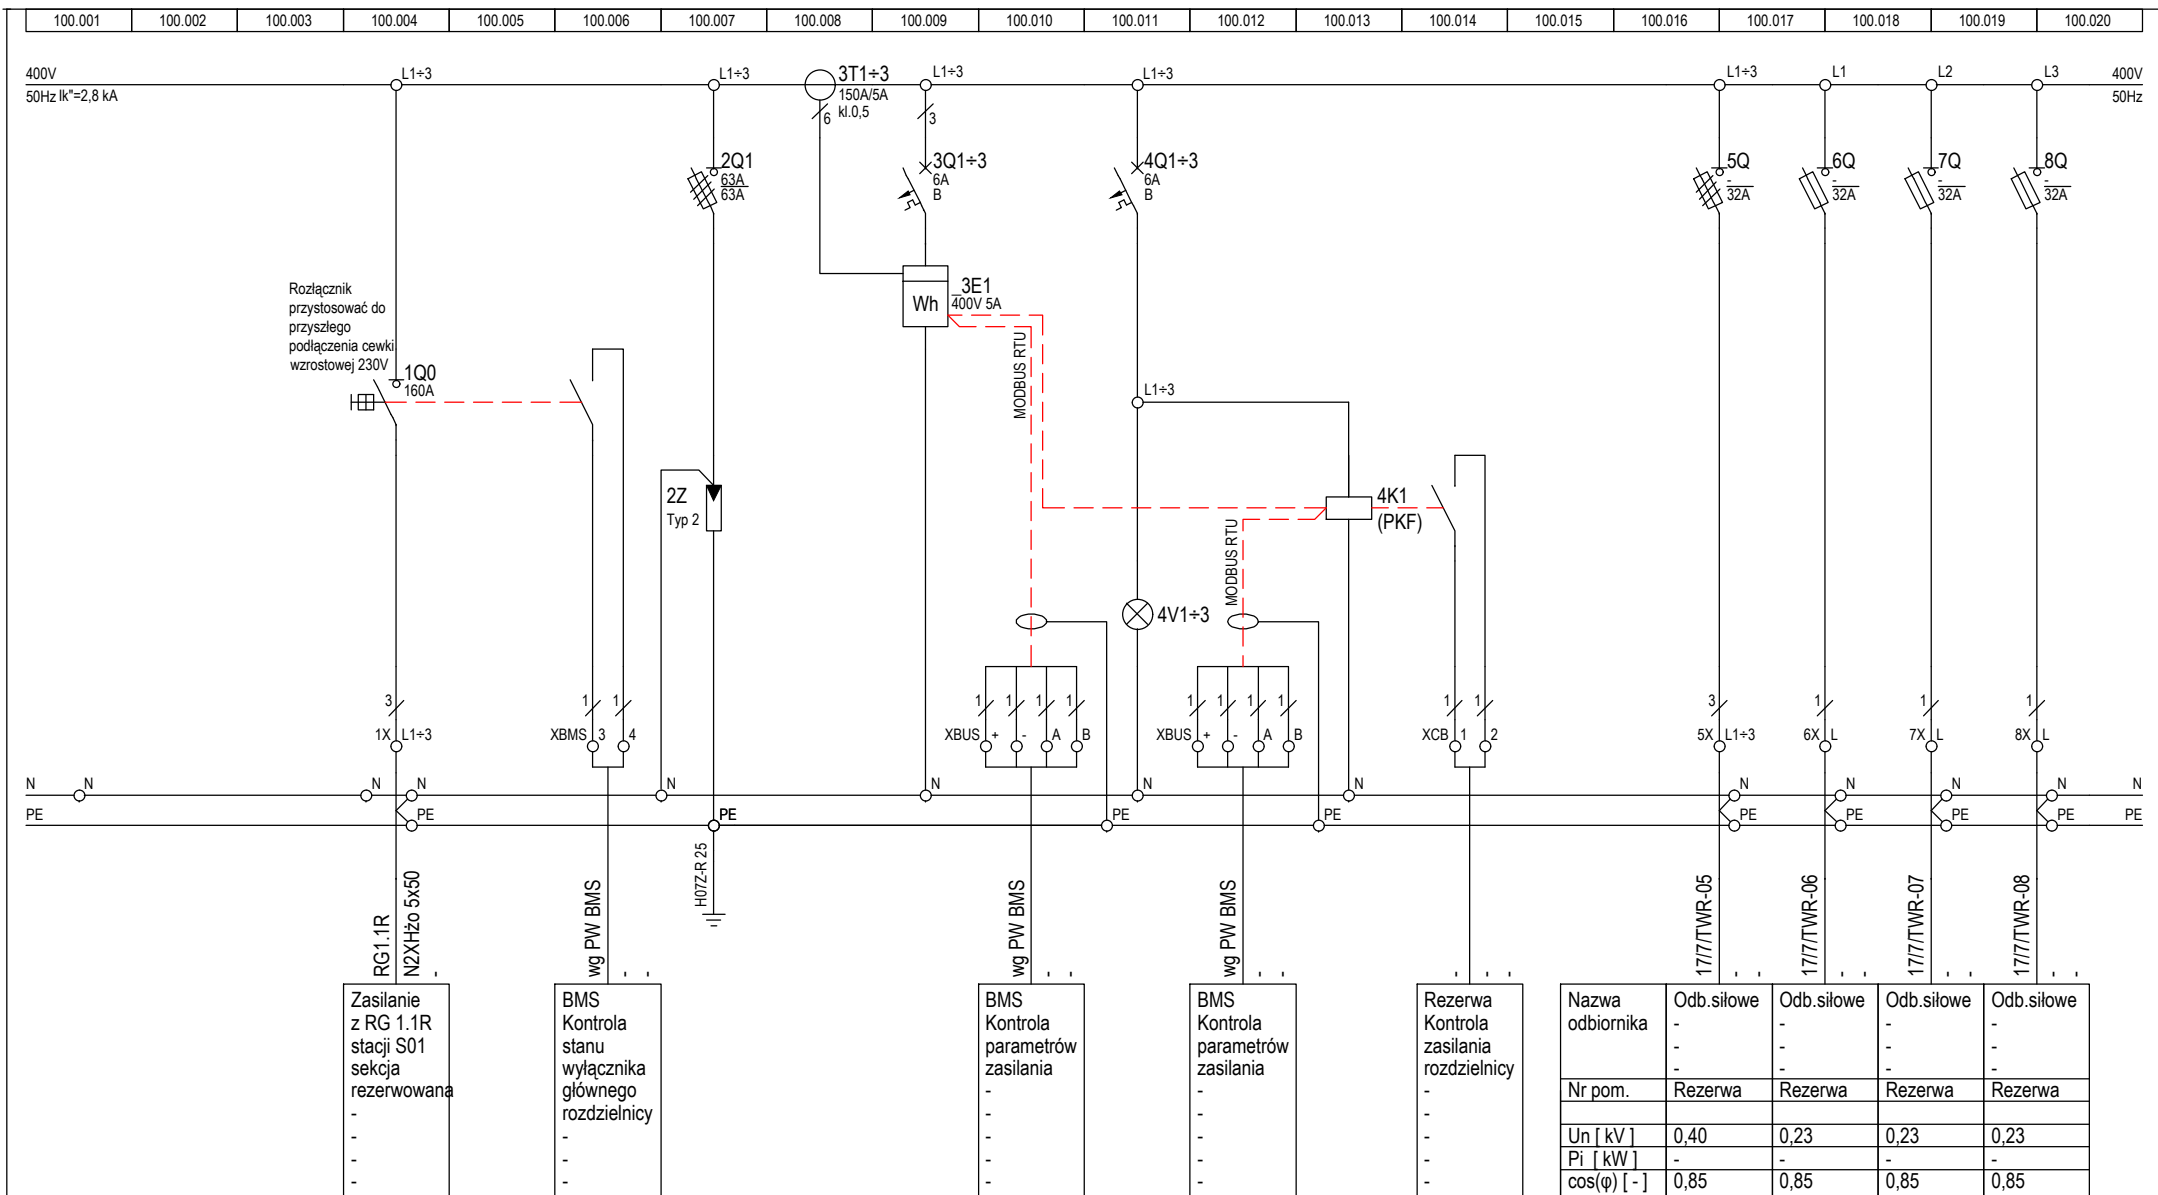 100.001 100.002 100.003 100.004 100.005 100.006 100.007 100.008 100.009 100.010 100.011 100.012 100.013 100.014 100.015 100.016 100.017 100.018 100.019 100.020
400V L1÷3 L1÷3 3T1÷3 L1÷3 L1÷3 L1÷3 L1 L2 L3 400V
50Hz Ik"=2,8 kA 150A/5A 50Hz
kl.0,5
6 3
2Q1 3Q1÷3 4Q1÷3 5Q 6Q 7Q 8Q
63A 6A 6A - - - -
63A B B 32A 32A 32A 32A
Rozłącznik
przystosować do
przyszłego
podłączenia cewki
wzrostowej 230V
3E1
Wh 400V 5A
MODBUS RTU
1Q0
160A
L1÷3
2Z
Typ 2
4K1
(PKF)
MODBUS RTU
4V1÷3
3 1 1 1 1 1 1 1 1 1 1 1 1 3 1 1 1
1X L1÷3 XBMS 3 4 XBUS + - A B XBUS + - A B XCB 1 2 5X L1÷3 6X L 7X L 8X L
N N N N N N N N N N N N N
PE PE PE PE PE PE PE PE PE PE
RG1.1R
N2XHżo 5x50
-
wg PW BMS
- -
H07Z-R 25
wg PW BMS
- -
wg PW BMS
- -
- - -
17/7/TWR-05
- -
17/7/TWR-06
- -
17/7/TWR-07
- -
17/7/TWR-08
- -
Zasilanie
z RG 1.1R
stacji S01
sekcja
rezerwowana
-
-
-
-
BMS
Kontrola
stanu
wyłącznika
głównego
rozdzielnicy
-
-
-
BMS
Kontrola
parametrów
zasilania
-
-
-
-
-
BMS
Kontrola
parametrów
zasilania
-
-
-
-
-
Rezerwa
Kontrola
zasilania
rozdzielnicy
-
-
-
-
-
Nazwa Odb.siłowe Odb.siłowe Odb.siłowe Odb.siłowe
odbiornika - - - -
- - - -
- - - -
Nr pom. Rezerwa Rezerwa Rezerwa Rezerwa
Un [ kV ] 0,40 0,23 0,23 0,23
Pi [ kW ] - - - -
cos(φ) [ - ] 0,85 0,85 0,85 0,85